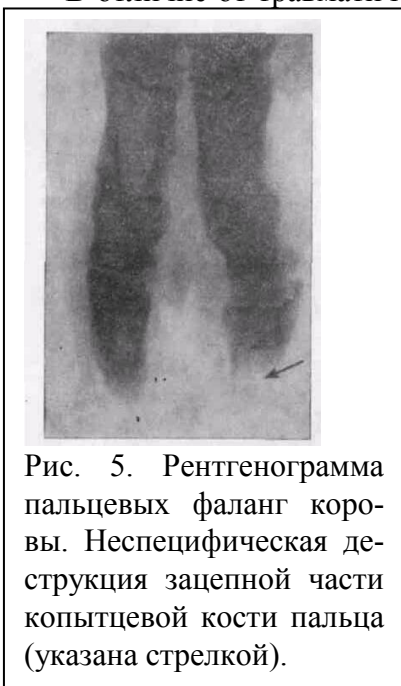 Рис. 5. Рентгенограмма
пальцевых фаланг коро-
вы. Неспецифическая де-
струкция зацепной части
копытцевой кости пальца
(указана стрелкой).